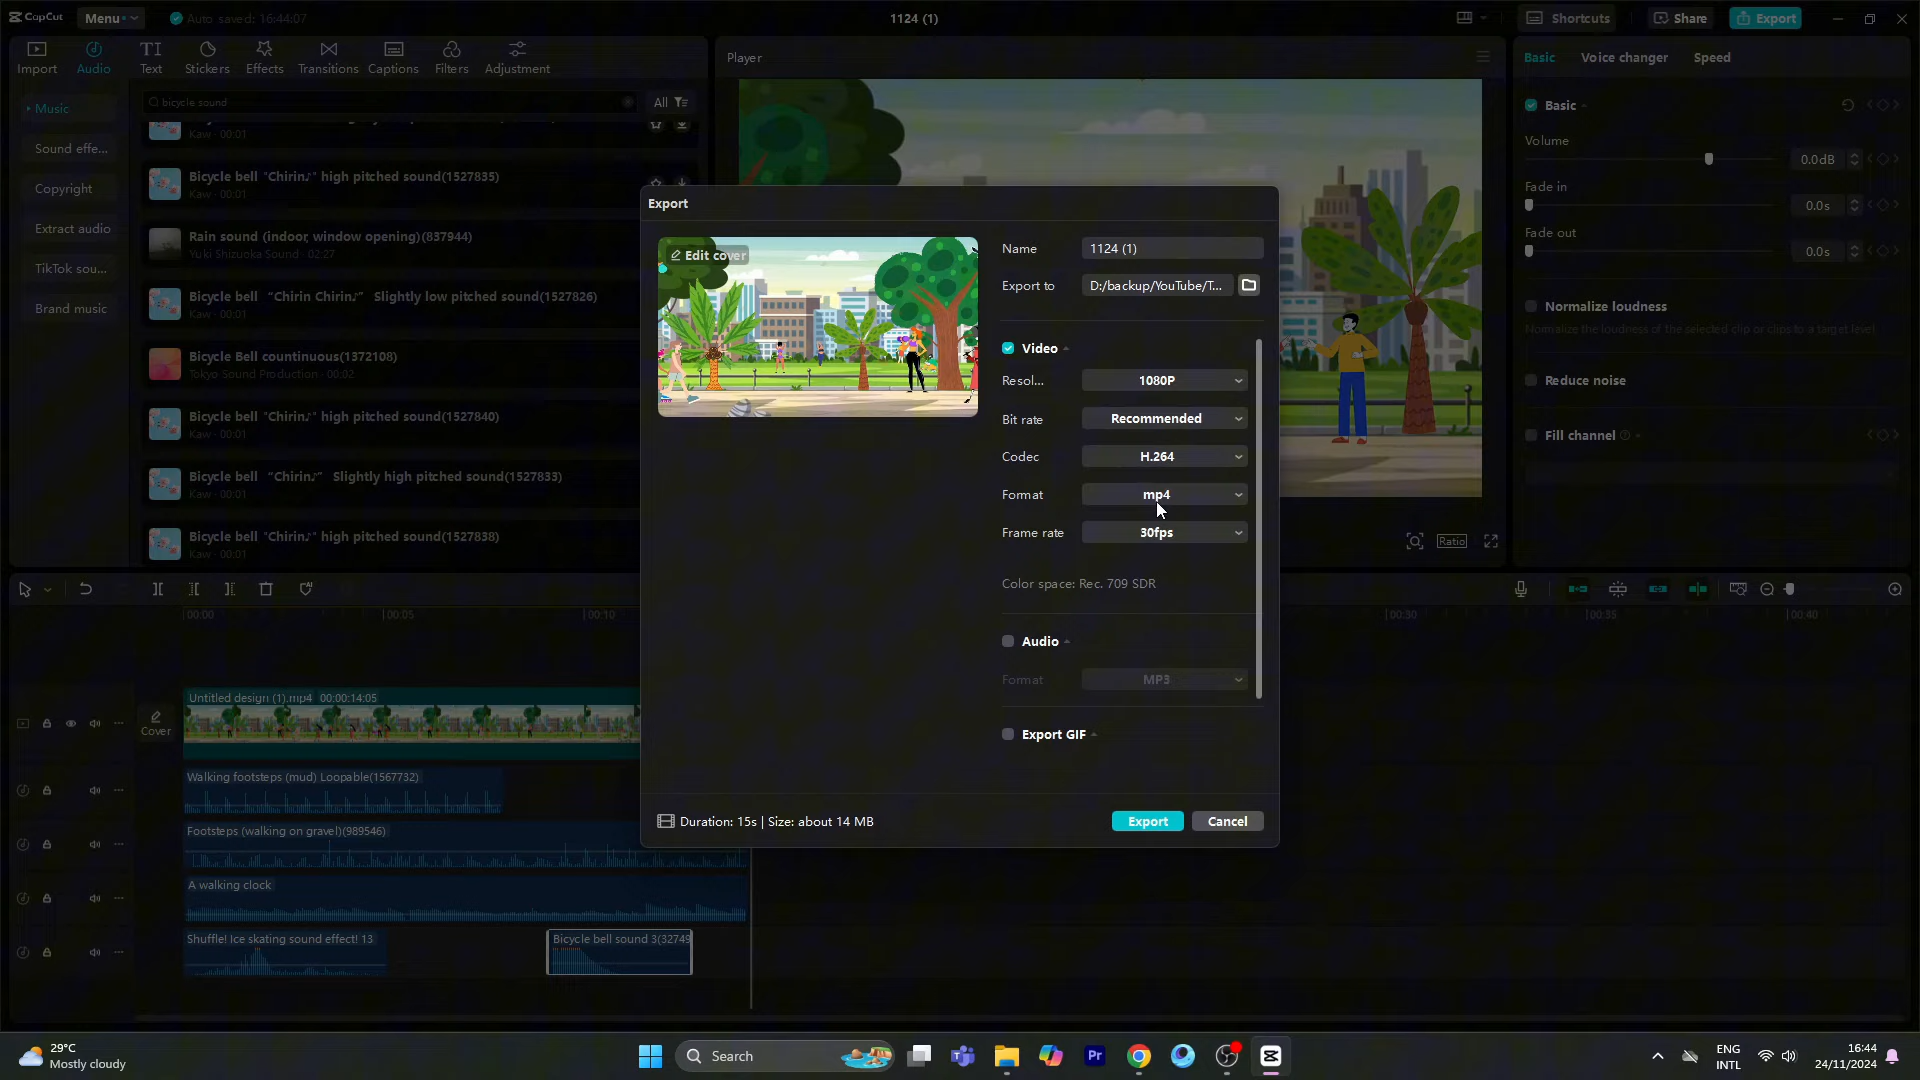 CapCut
Menu
Auto saved: 16:44:07
1124 (1)
Shortcuts
Share
Export
Import
Audio
Text
Stickers
Effects
Transitions
Captions
Filters
Adjustment
Music
Sound effe...
Copyright
Extract audio
TikTok sou...
Brand music
bicycle sound
All
Kaw · 00:01
Bicycle bell “Chirin♪” high pitched sound(1527835)
Kaw · 00:01
Rain sound (indoor, window opening)(837944)
Yuki Shizuoka Sound · 02:27
Bicycle bell “Chirin Chirin♪” Slightly low pitched sound(1527826)
Kaw · 00:01
Bicycle Bell countinuous(1372108)
Tokyo Sound Production · 00:02
Bicycle bell “Chirin♪” high pitched sound(1527840)
Kaw · 00:01
Bicycle bell “Chirin♪” Slightly high pitched sound(1527833)
Kaw · 00:01
Bicycle bell “Chirin♪” high pitched sound(1527838)
Kaw · 00:01
Player
Ratio
Basic
Voice changer
Speed
Basic
Volume
0.0dB
Fade in
0.0s
Fade out
0.0s
Normalize loudness
Normalize the loudness of the selected clip or clips to a target level
Reduce noise
Fill channel
Export
Edit cover
Name
1124 (1)
Export to
D:/backup/YouTube/T...
Video
Resol...
1080P
Bit rate
Recommended
Codec
H.264
Format
mp4
Frame rate
30fps
Color space: Rec. 709 SDR
Audio
Format
MP3
Export GIF
Duration: 15s | Size: about 14 MB
Export
Cancel
00:00
00:05
00:10
00:30
00:35
00:40
Cover
Untitled design (1).mp4 00:00:14:05
Walking footsteps (mud) Loopable(1567732)
Footsteps (walking on gravel)(989546)
A walking clock
Shuffle! Ice skating sound effect! 13
Bicycle bell sound 3(32749
29°C
Mostly cloudy
Search
Pr
ENG
INTL
16:44
24/11/2024